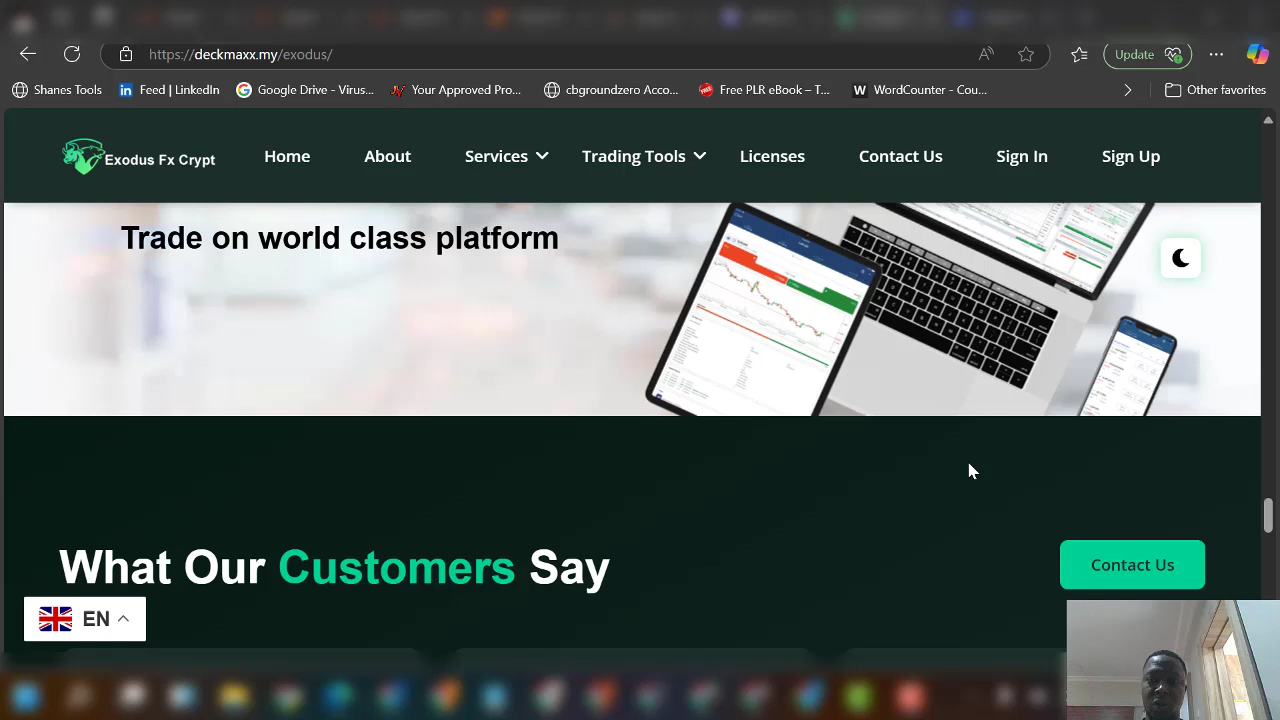 https://deckmaxx.my/exodus/
Update
Shanes Tools
Feed | LinkedIn
Google Drive - Virus...
Your Approved Pro...
cbgroundzero Acco...
Free PLR eBook – T...
WordCounter - Cou...
Other favorites
Exodus Fx Crypt
Home
About
Services
Trading Tools
Licenses
Contact Us
Sign In
Sign Up
Trade on world class platform
What Our Customers Say
Contact Us
EN